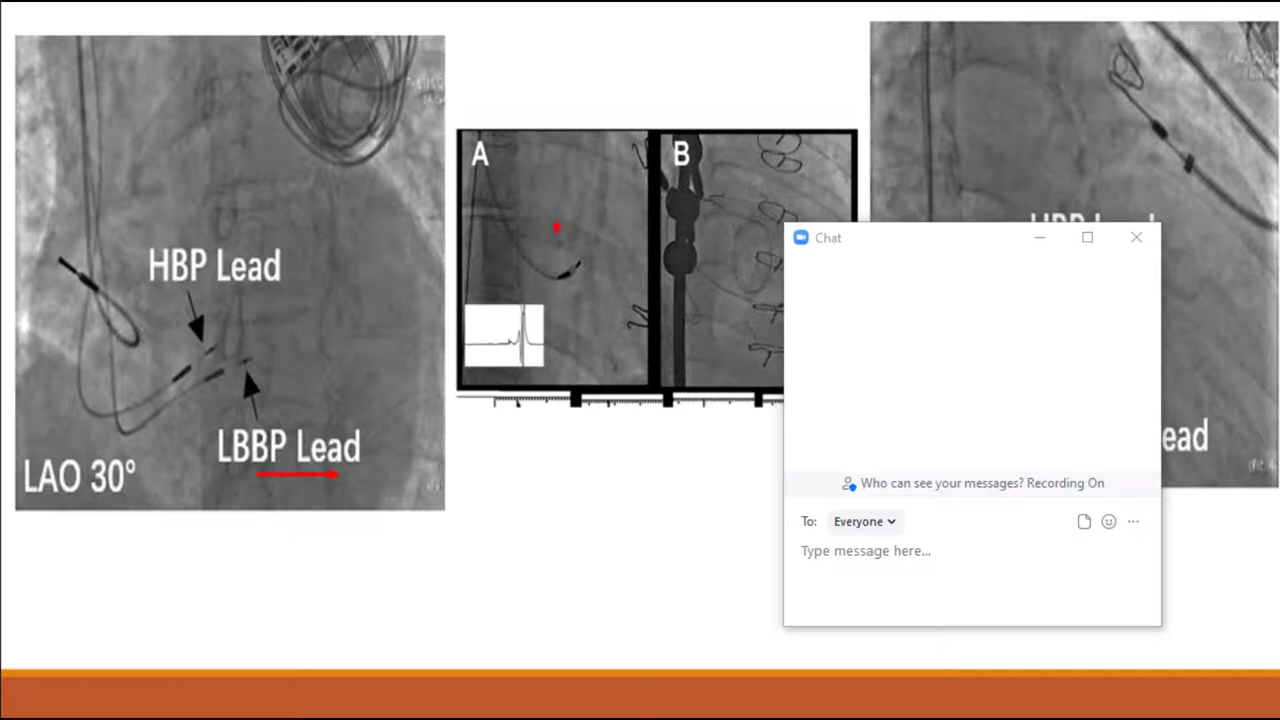 HBP Lead
LBBP Lead
LAO 30°
A
B
ead
Chat
Who can see your messages? Recording On
To: Everyone
Type message here...